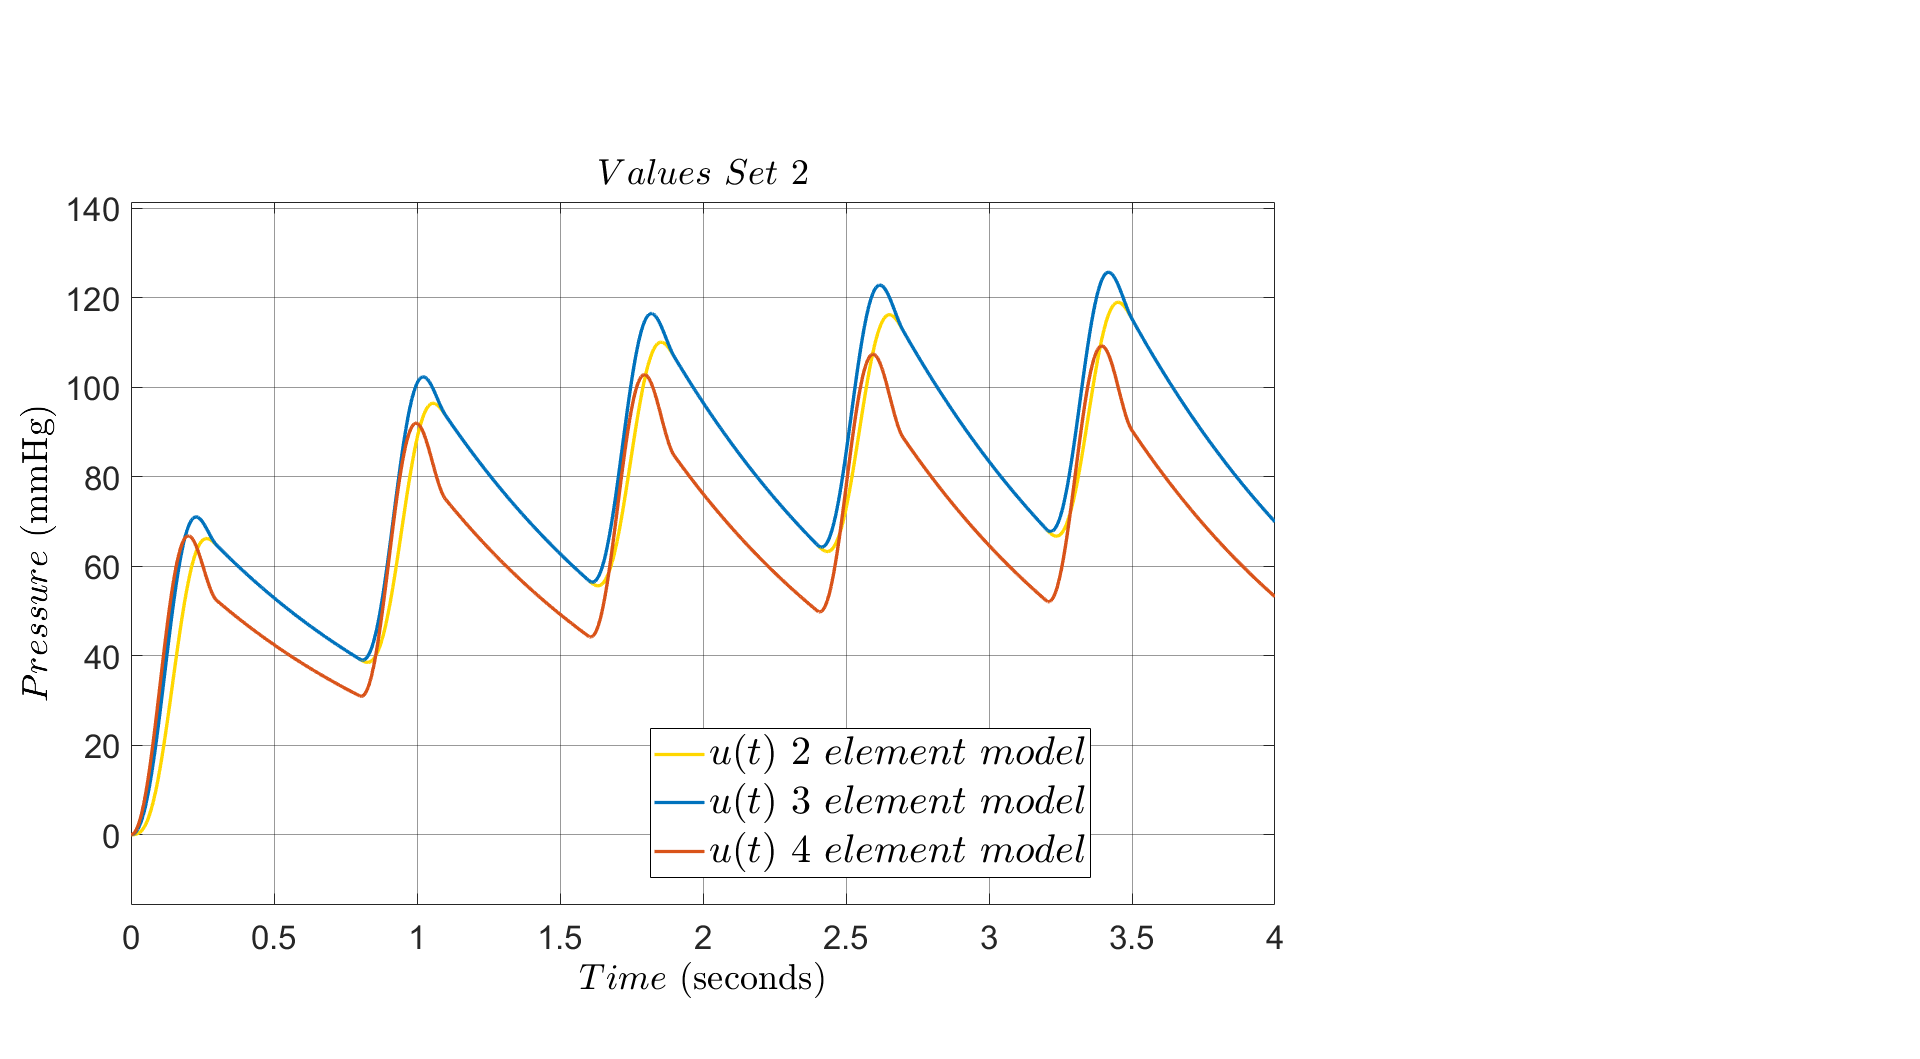 Values Set 2
140
120
100
80
60
40
20
0
Pressure (mmHg)
u(t) 2 element model
u(t) 3 element model
u(t) 4 element model
0 0.5 1 1.5 2 2.5 3 3.5 4
Time (seconds)